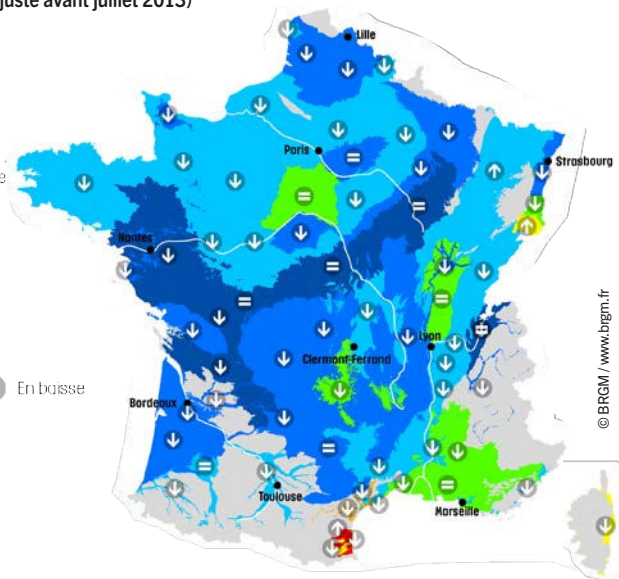 juste avant juillet 2013)
Lille
Paris
Strasbourg
e
Nantes
Lyon
Clermont-Ferrand
En baisse
Bordeaux
Toulouse
Marseille
© BRGM / www.brgm.fr